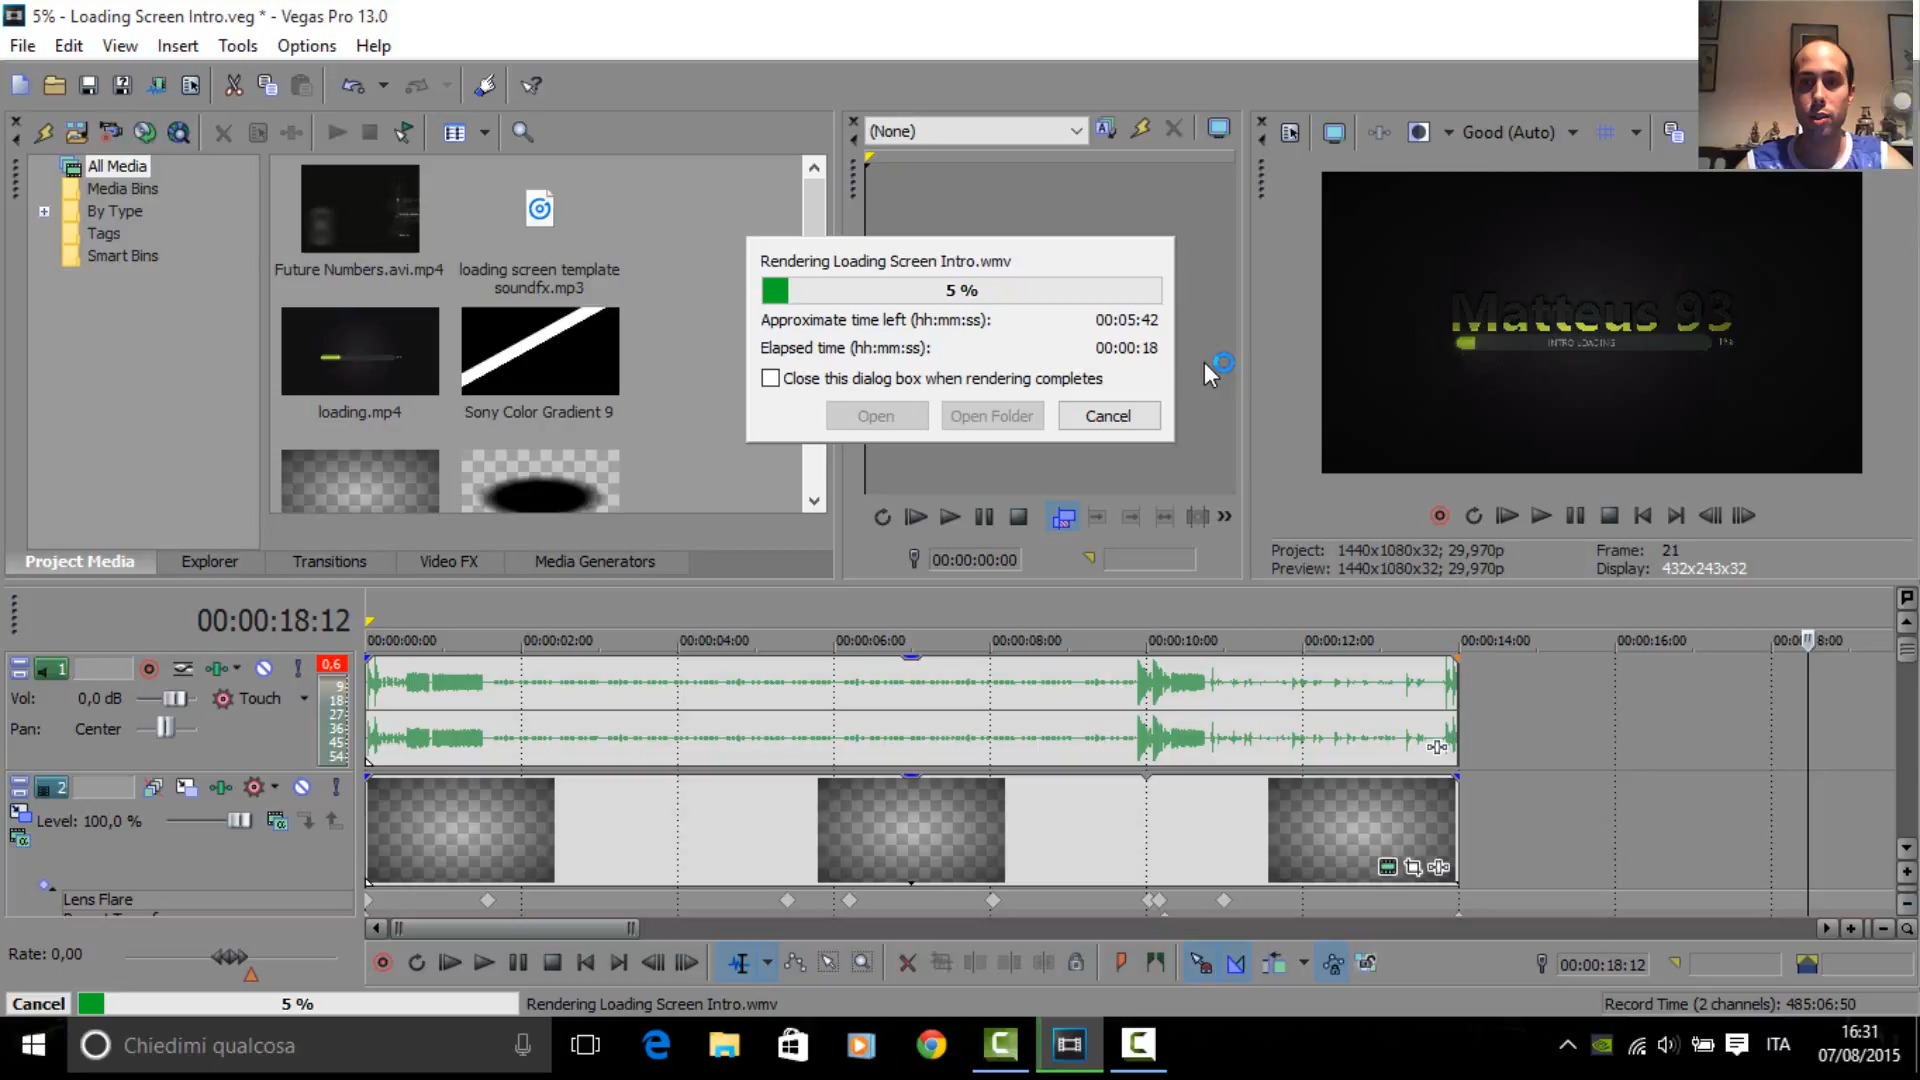 5% - Loading Screen Intro.veg * - Vegas Pro 13.0
File Edit View Insert Tools Options Help
(None)
Good (Auto)
All Media
Media Bins
By Type
Tags
Smart Bins
Future Numbers.avi.mp4
loading screen template soundfx.mp3
loading.mp4
Sony Color Gradient 9
Rendering Loading Screen Intro.wmv
5 %
Approximate time left (hh:mm:ss): 00:05:42
Elapsed time (hh:mm:ss): 00:00:18
Close this dialog box when rendering completes
Open Open Folder Cancel
Matteus 93
INTRO LOADING
Project Media Explorer Transitions Video FX Media Generators
00:00:00:00
Project: 1440x1080x32; 29,970p
Preview: 1440x1080x32; 29,970p
Frame: 21
Display: 432x243x32
00:00:18:12
00:00:00:00 00:00:02:00 00:00:04:00 00:00:06:00 00:00:08:00 00:00:10:00 00:00:12:00 00:00:14:00 00:00:16:00
1
0,6
Vol: 0,0 dB Touch
Pan: Center
9
18
27
36
45
54
2
Level: 100,0 %
Lens Flare
Rate: 0,00
00:00:18:12
Cancel 5 % Rendering Loading Screen Intro.wmv
Record Time (2 channels): 485:06:50
Chiedimi qualcosa
ITA
16:31
07/08/2015